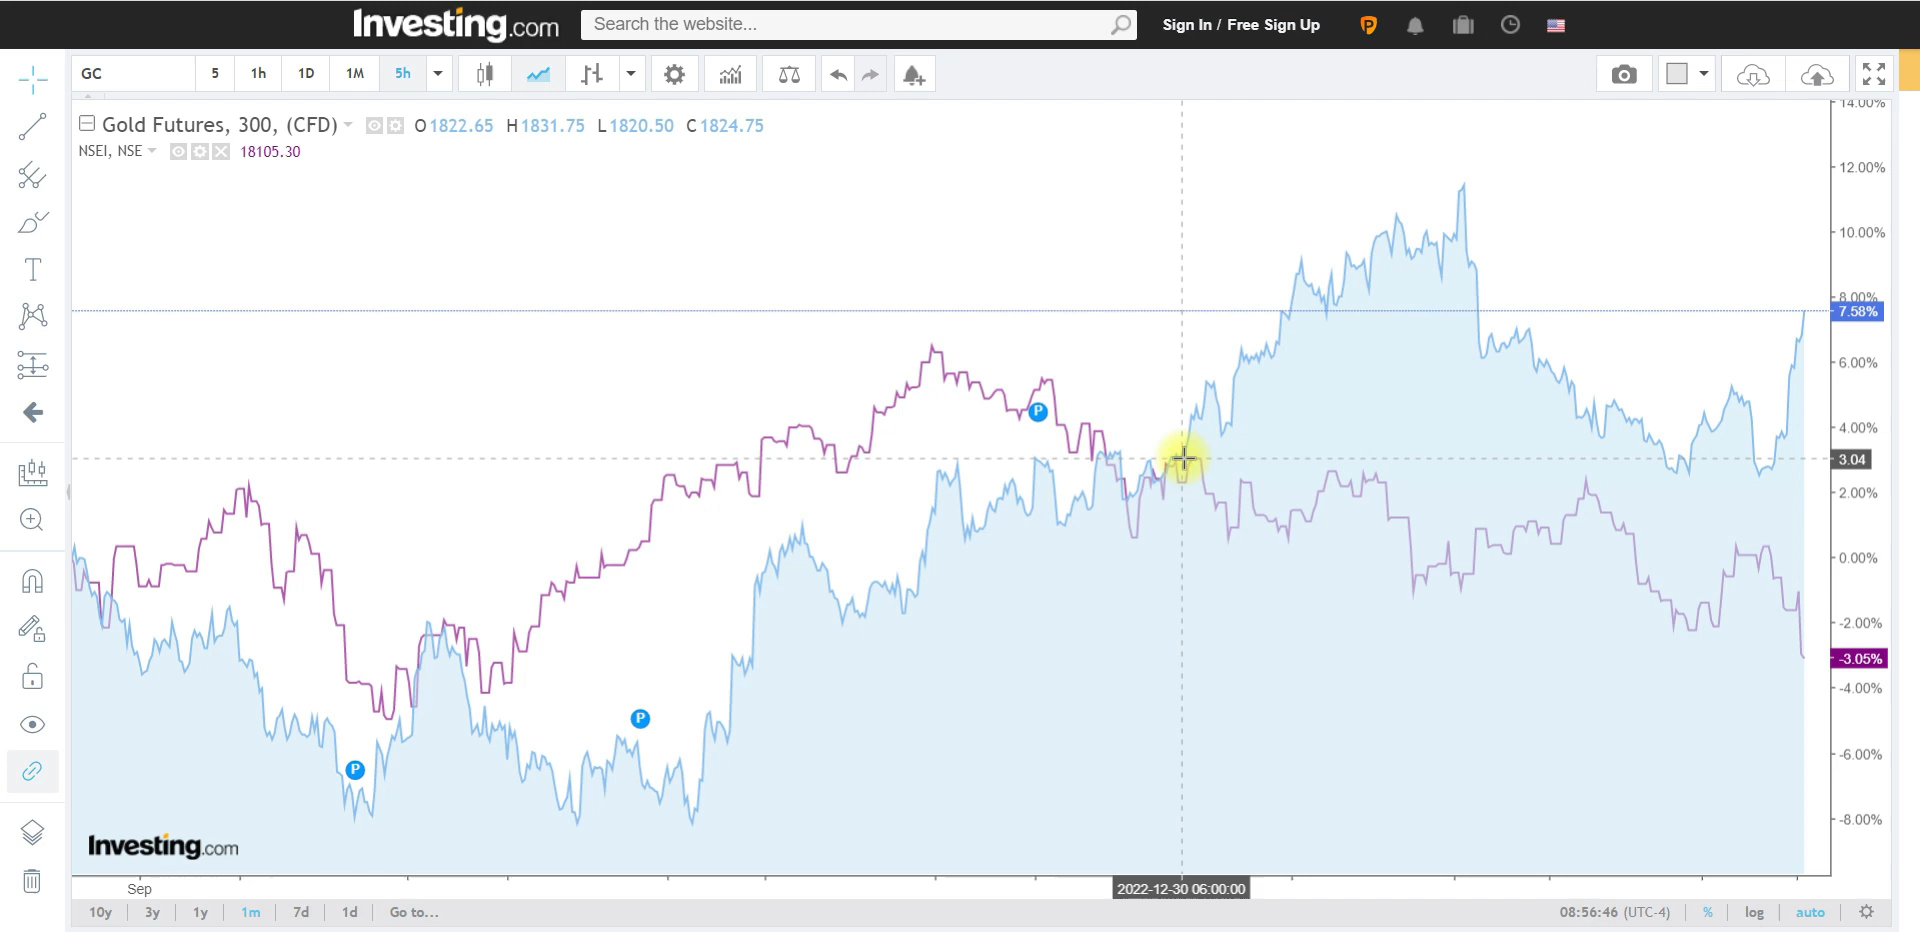 Investing.com Search the website... Sign In / Free Sign Up
GC 5 1h 1D 1M 5h
Gold Futures, 300, (CFD) O1822.65 H1831.75 L1820.50 C1824.75
NSEI, NSE 18105.30
14.00%
12.00%
10.00%
8.00%
7.58%
6.00%
4.00%
3.04
2.00%
0.00%
-2.00%
-3.05%
-4.00%
-6.00%
-8.00%
P
P
P
Investing.com
Sep 2022-12-30 06:00:00
10y 3y 1y 1m 7d 1d Go to... 08:56:46 (UTC-4) % log auto